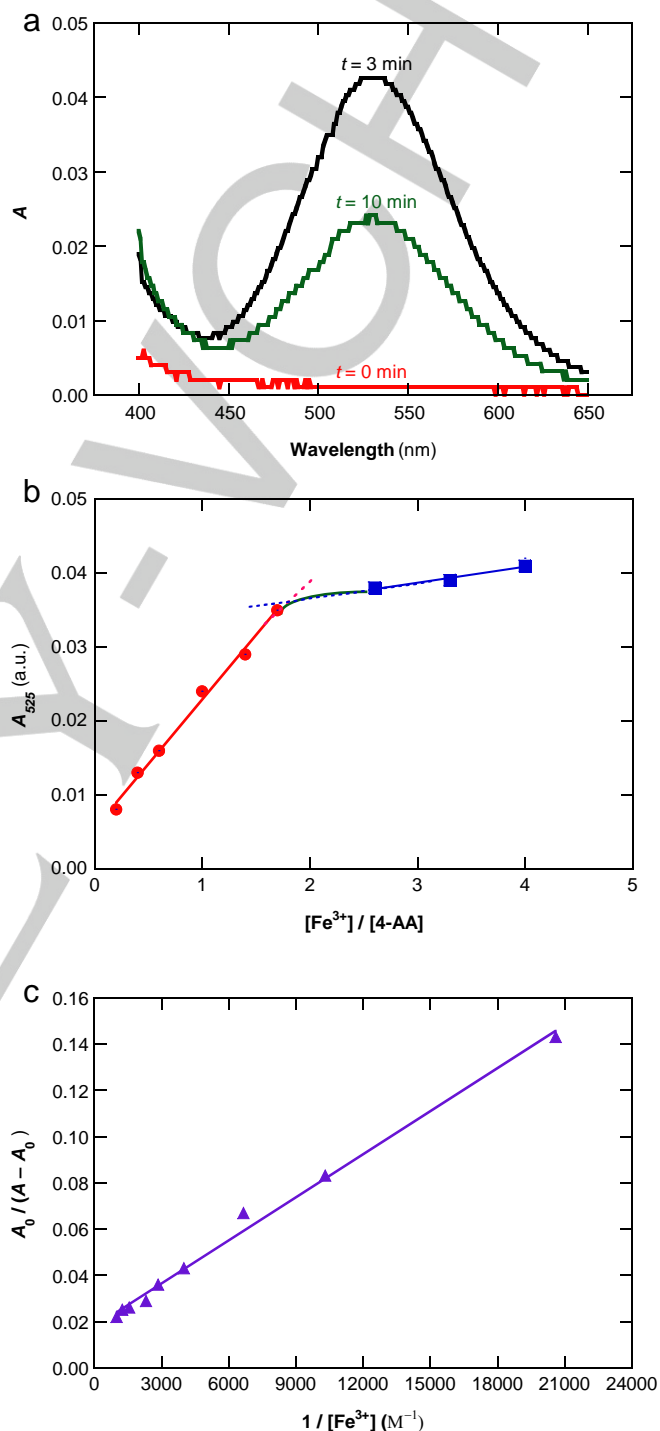 a
0.05
t = 3 min
0.04
0.03
A
t = 10 min
0.02
0.01
t = 0 min
0.00
400 450 500 550 600 650
Wavelength (nm)
b
0.05
0.04
0.03
A525 (a.u.)
0.02
0.01
0.00
0 1 2 3 4 5
[Fe³⁺] / [4-AA]
c
0.16
0.14
0.12
0.10
A₀ / (A – A₀)
0.08
0.06
0.04
0.02
0.00
0 3000 6000 9000 12000 15000 18000 21000 24000
1 / [Fe³⁺] (M⁻¹)